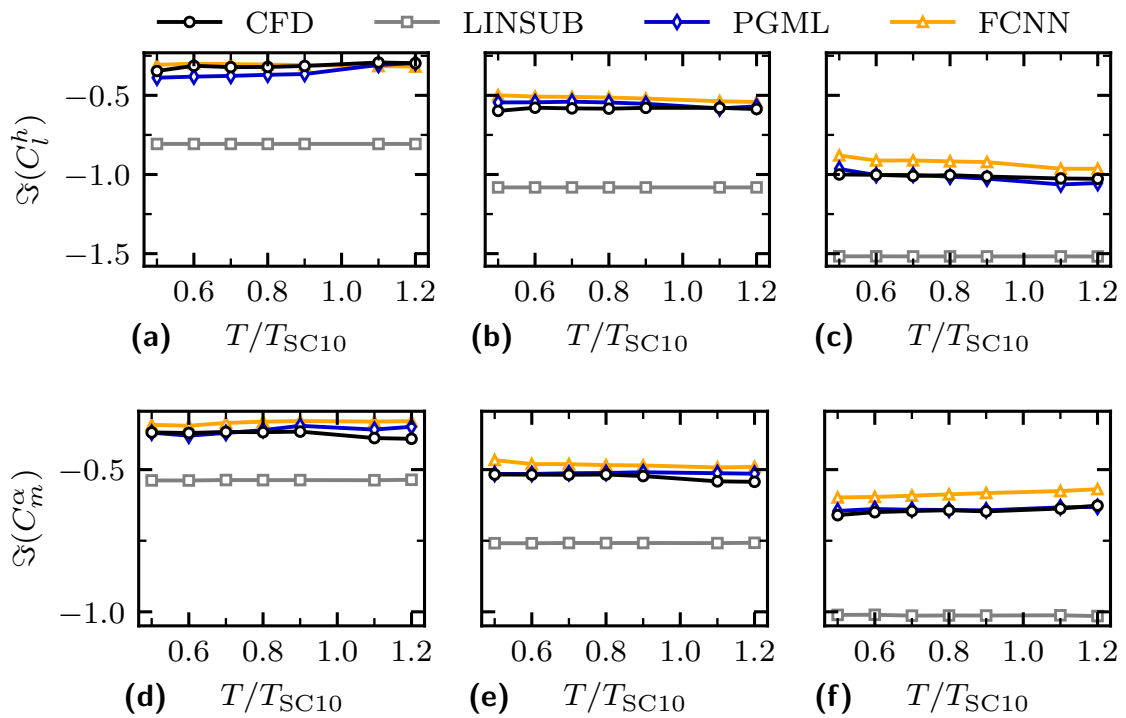 CFD LINSUB PGML FCNN
ℑ(C_l^h)
−0.5
−1.0
−1.5
0.6 0.8 1.0 1.2 0.6 0.8 1.0 1.2 0.6 0.8 1.0 1.2
(a) T/T_SC10 (b) T/T_SC10 (c) T/T_SC10
ℑ(C_m^α)
−0.5
−1.0
0.6 0.8 1.0 1.2 0.6 0.8 1.0 1.2 0.6 0.8 1.0 1.2
(d) T/T_SC10 (e) T/T_SC10 (f) T/T_SC10